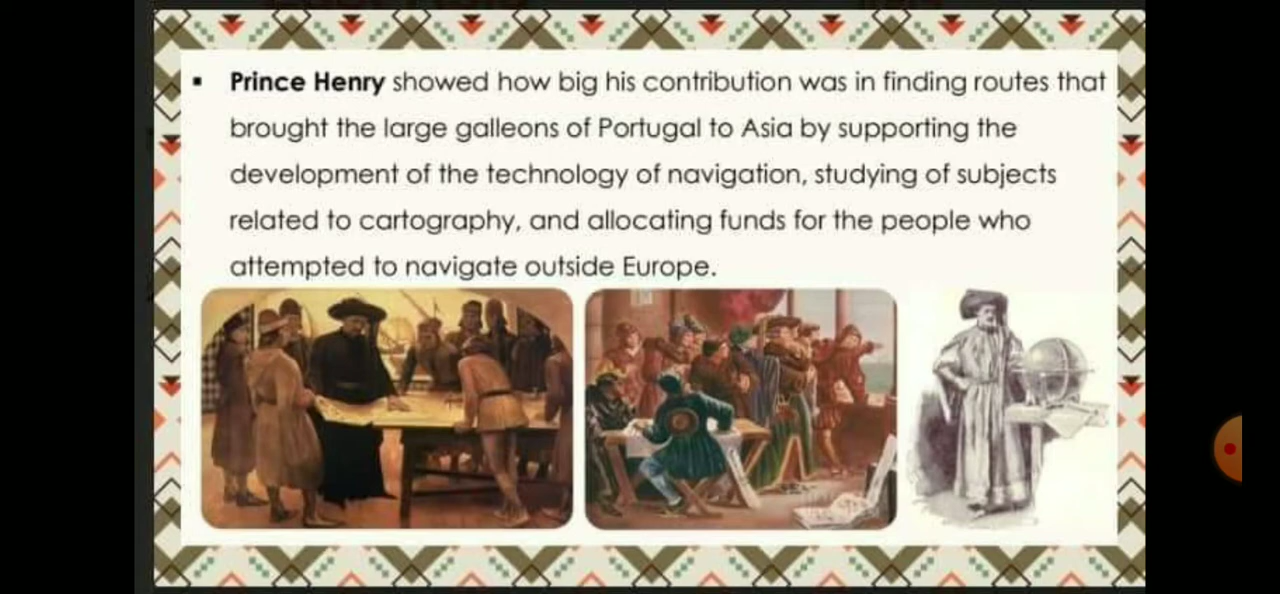 ▪ Prince Henry showed how big his contribution was in finding routes that
brought the large galleons of Portugal to Asia by supporting the
development of the technology of navigation, studying of subjects
related to cartography, and allocating funds for the people who
attempted to navigate outside Europe.